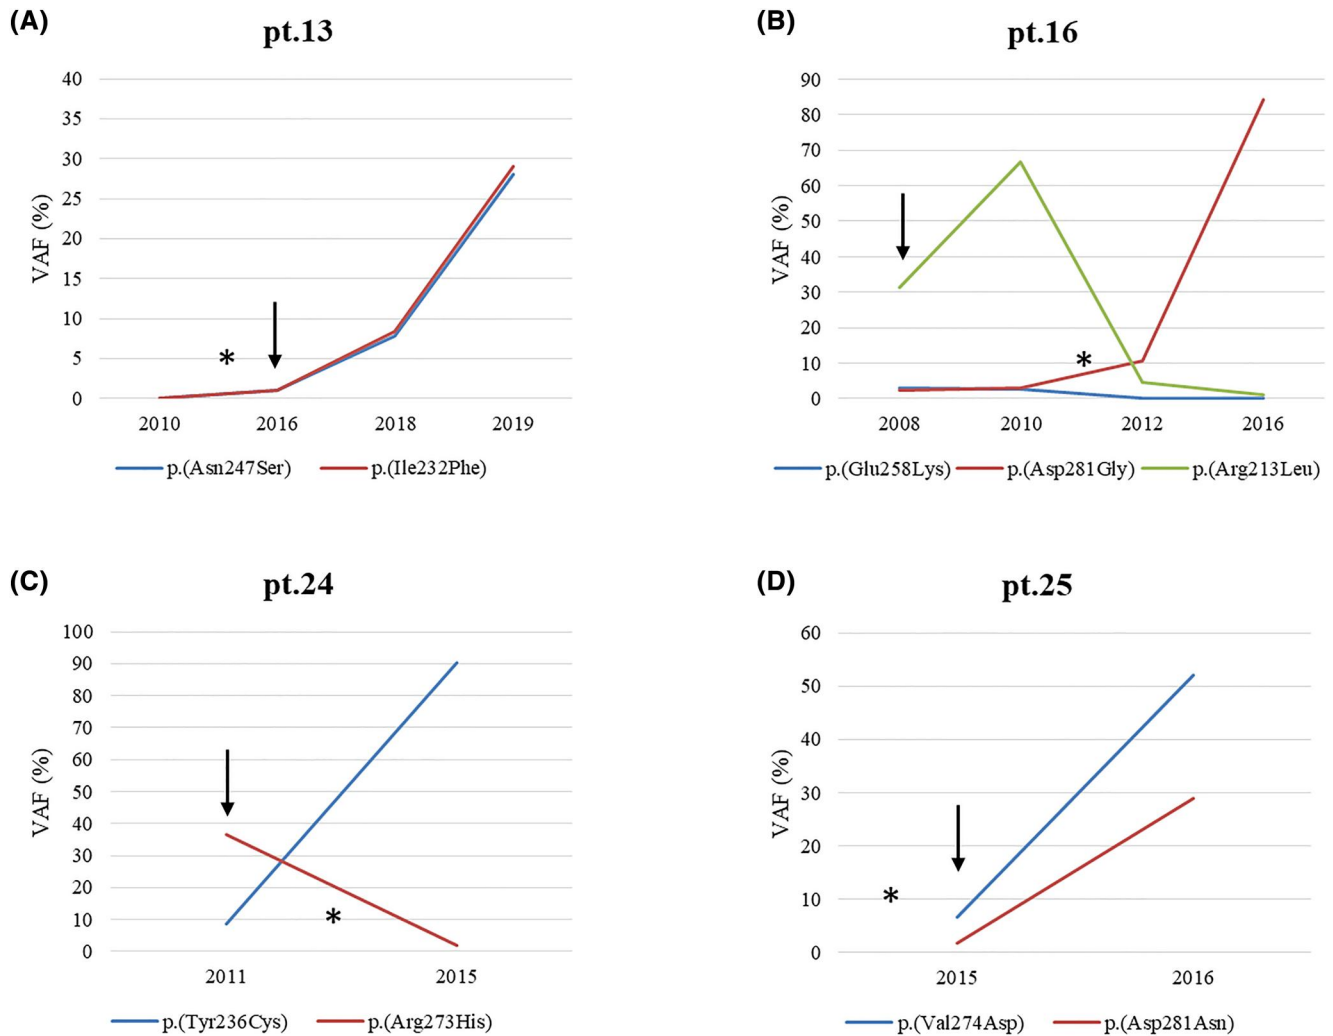 (A)
pt.13
VAF (%)
40
35
30
25
20
15
10
5
0
*
2010 2016 2018 2019
p.(Asn247Ser) p.(Ile232Phe)
(B)
pt.16
VAF (%)
90
80
70
60
50
40
30
20
10
0
*
2008 2010 2012 2016
p.(Glu258Lys) p.(Asp281Gly) p.(Arg213Leu)
(C)
pt.24
VAF (%)
100
90
80
70
60
50
40
30
20
10
0
*
2011 2015
p.(Tyr236Cys) p.(Arg273His)
(D)
pt.25
VAF (%)
60
50
40
30
20
10
0
*
2015 2016
p.(Val274Asp) p.(Asp281Asn)